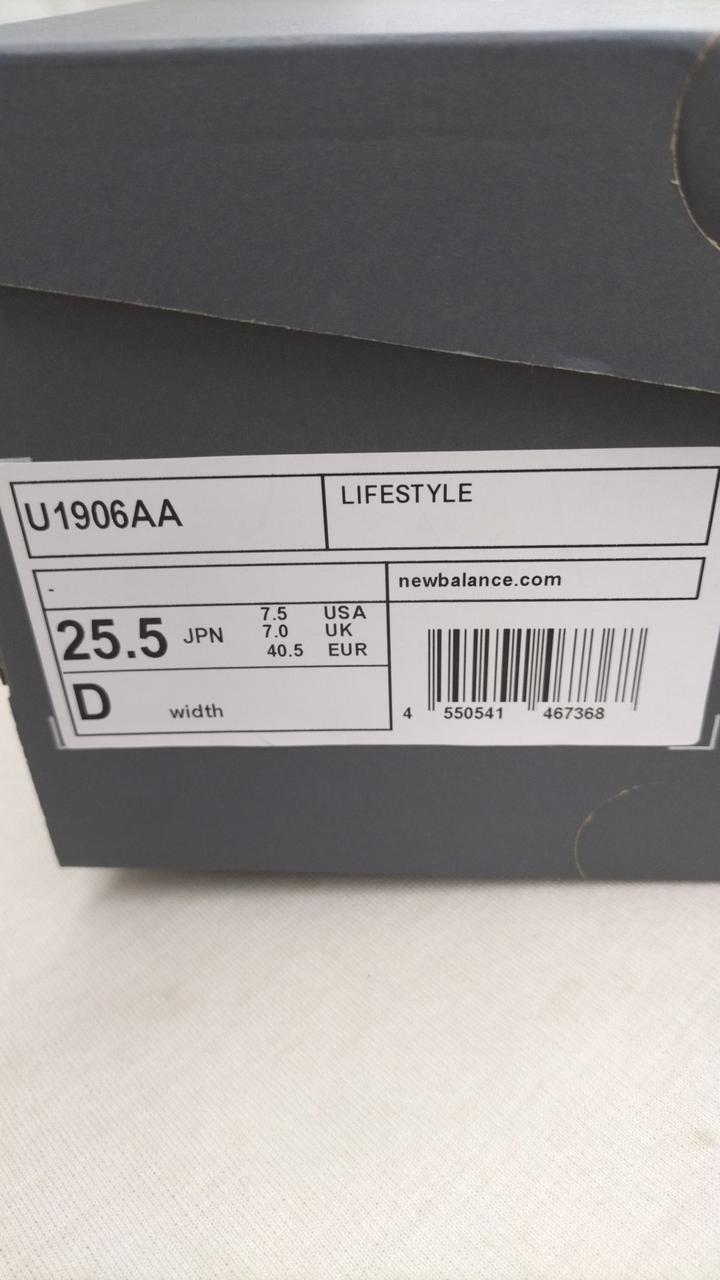 U1906AA
LIFESTYLE
-
newbalance.com
25.5 JPN
7.5 USA
7.0 UK
40.5 EUR
D width
4 550541 467368